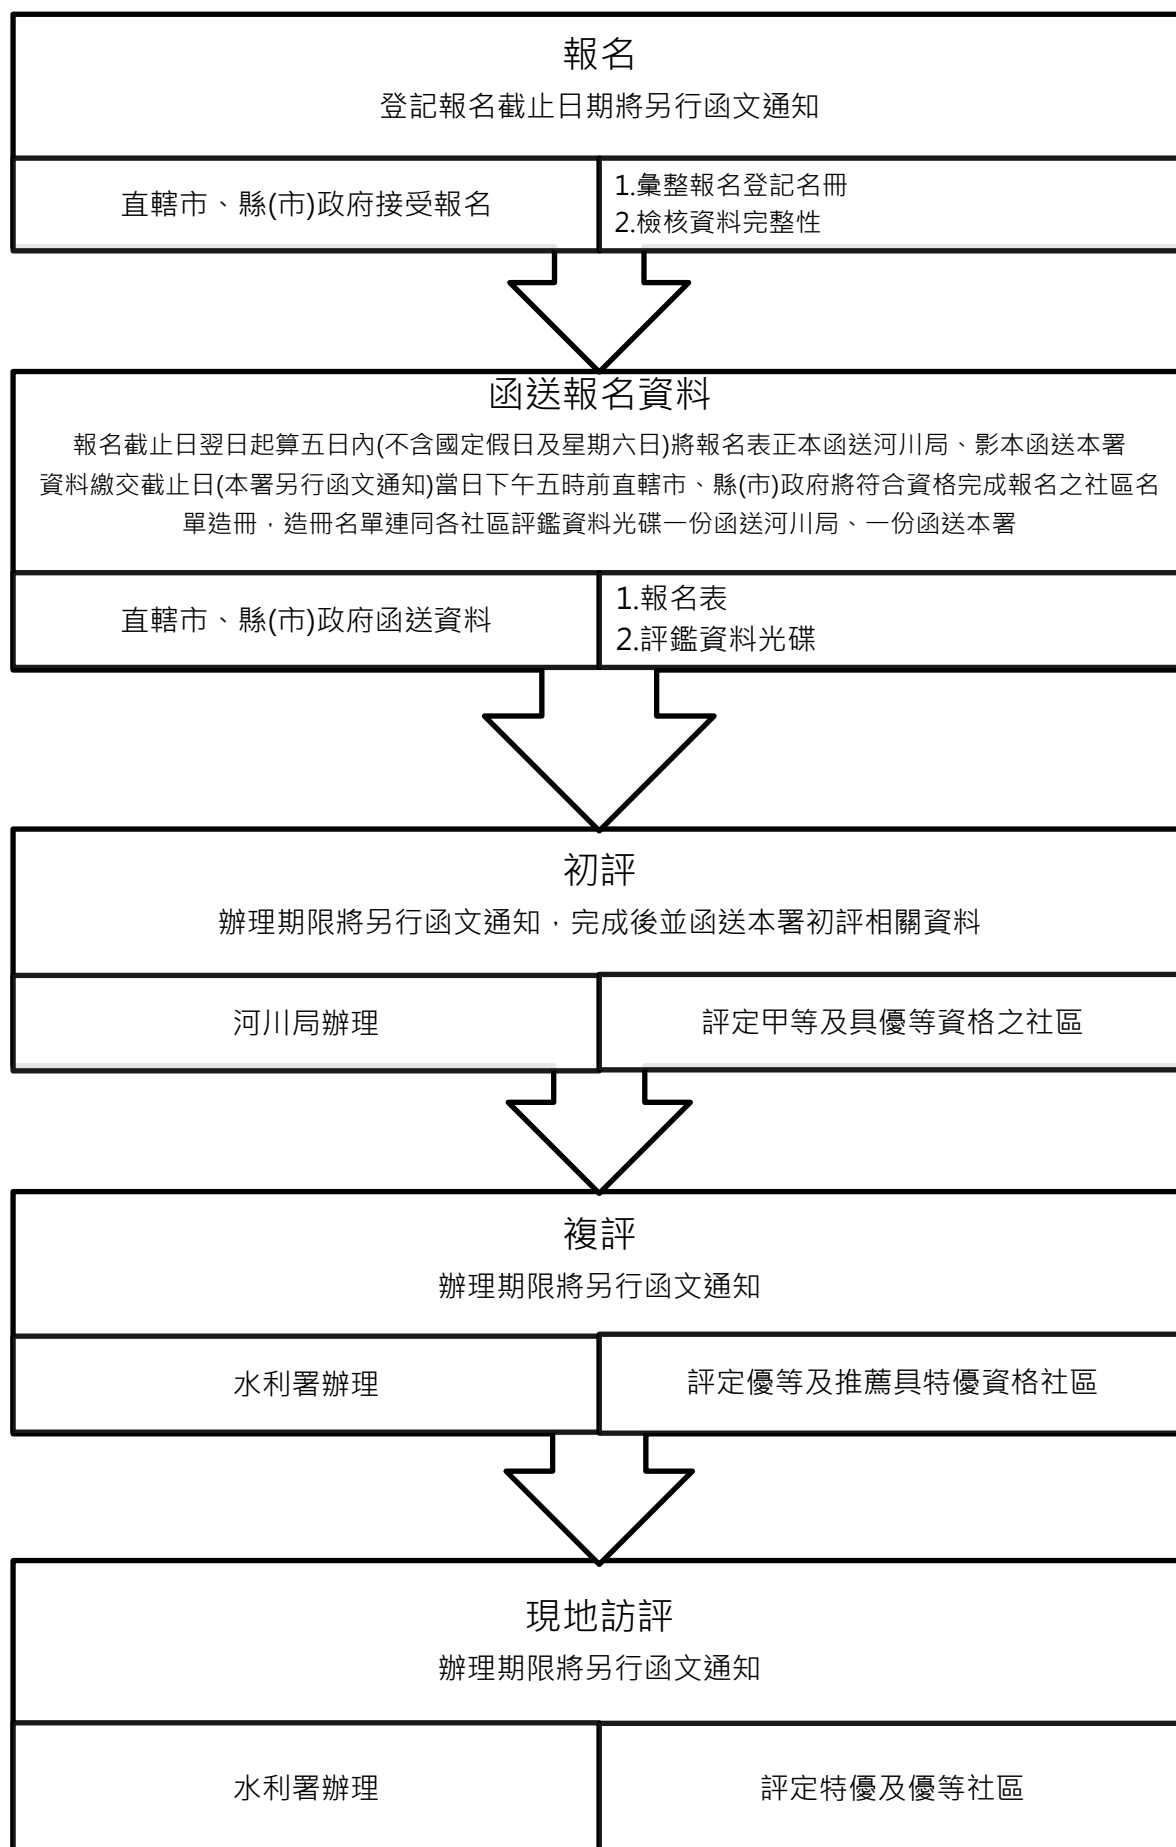 報名
登記報名截止日期將另行函文通知
直轄市、縣(市)政府接受報名
1.彙整報名登記名冊
2.檢核資料完整性
函送報名資料
報名截止日翌日起算五日內(不含國定假日及星期六日)將報名表正本函送河川局、影本函送本署
資料繳交截止日(本署另行函文通知)當日下午五時前直轄市、縣(市)政府將符合資格完成報名之社區名
單造冊，造冊名單連同各社區評鑑資料光碟一份函送河川局、一份函送本署
直轄市、縣(市)政府函送資料
1.報名表
2.評鑑資料光碟
初評
辦理期限將另行函文通知，完成後並函送本署初評相關資料
河川局辦理
評定甲等及具優等資格之社區
複評
辦理期限將另行函文通知
水利署辦理
評定優等及推薦具特優資格社區
現地訪評
辦理期限將另行函文通知
水利署辦理
評定特優及優等社區